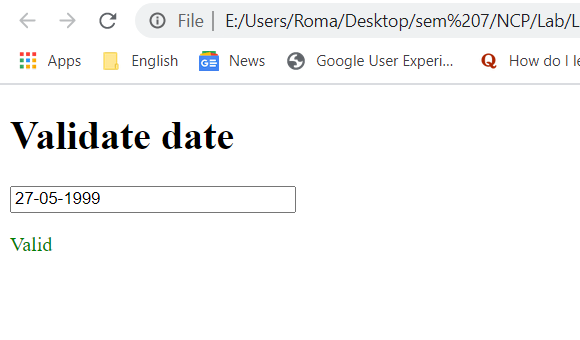 File | E:/Users/Roma/Desktop/sem%207/NCP/Lab/L
Apps English News Google User Experi... How do I le
Validate date
27-05-1999
Valid